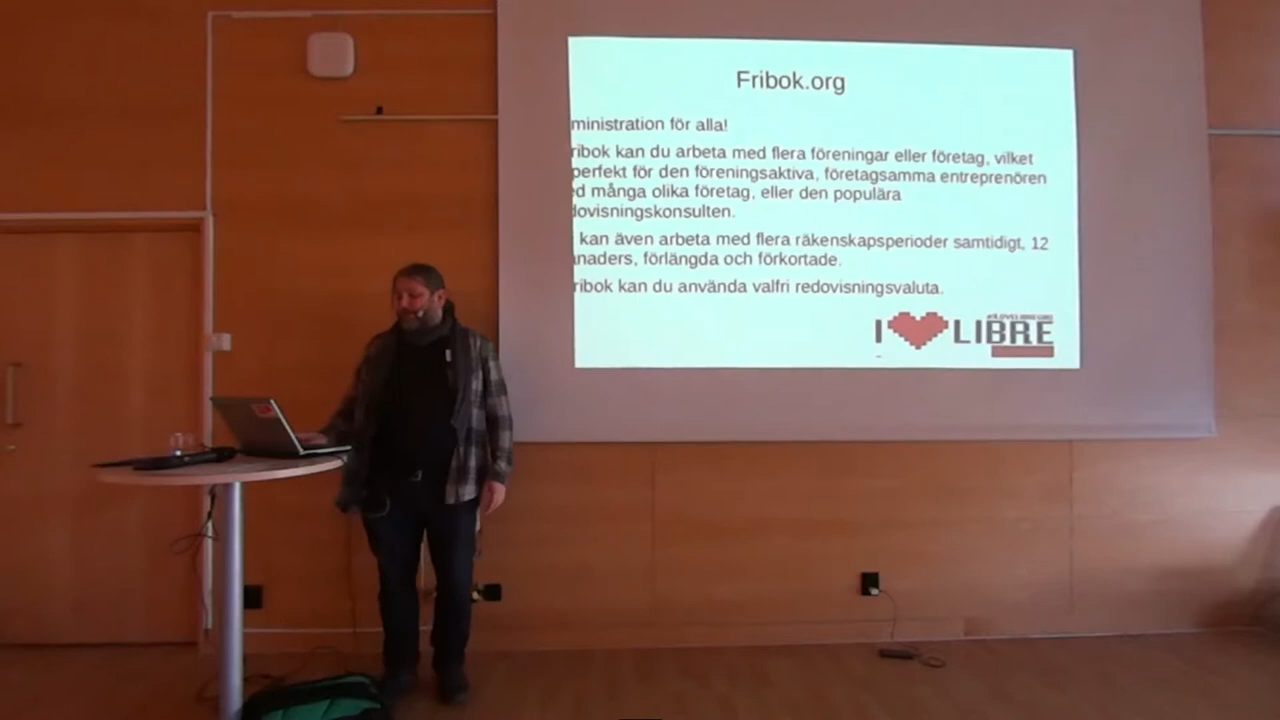 Fribok.org
ministration för alla!
ribok kan du arbeta med flera föreningar eller företag, vilket
perfekt för den föreningsaktiva, företagsamma entreprenören
d många olika företag, eller den populära
dovisningskonsulten.
kan även arbeta med flera räkenskapsperioder samtidigt, 12
naders, förlängda och förkortade.
ribok kan du använda valfri redovisningsvaluta.
I LIBRE